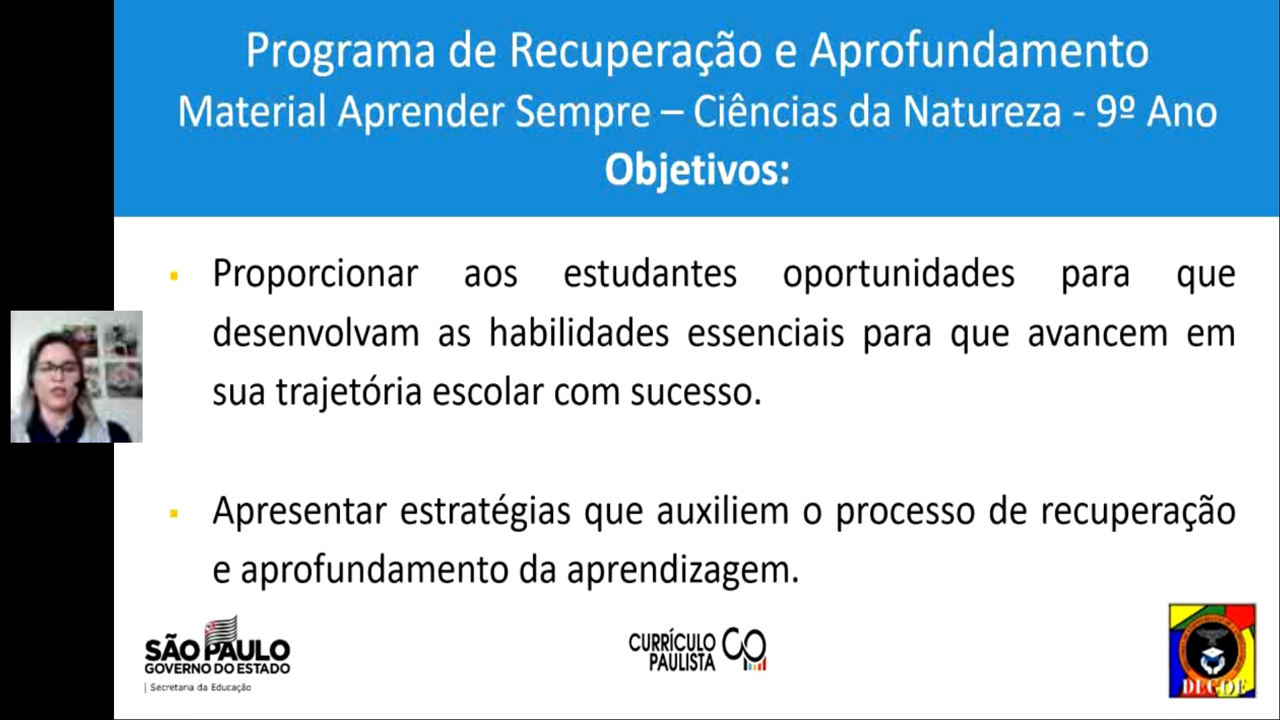 Programa de Recuperação e Aprofundamento
Material Aprender Sempre – Ciências da Natureza - 9º Ano
Objetivos:
Proporcionar aos estudantes oportunidades para que
desenvolvam as habilidades essenciais para que avancem em
sua trajetória escolar com sucesso.
Apresentar estratégias que auxiliem o processo de recuperação
e aprofundamento da aprendizagem.
SÃO PAULO
GOVERNO DO ESTADO
Secretaria da Educação
CURRÍCULO
PAULISTA